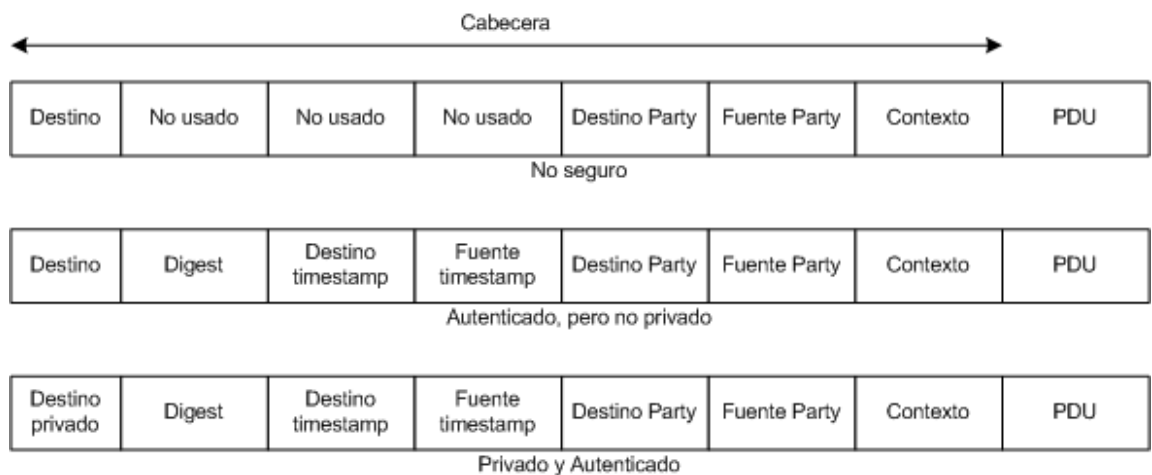 Cabecera
Destino No usado No usado No usado Destino Party Fuente Party Contexto PDU
No seguro
Destino Digest Destino timestamp Fuente timestamp Destino Party Fuente Party Contexto PDU
Autenticado, pero no privado
Destino privado Digest Destino timestamp Fuente timestamp Destino Party Fuente Party Contexto PDU
Privado y Autenticado